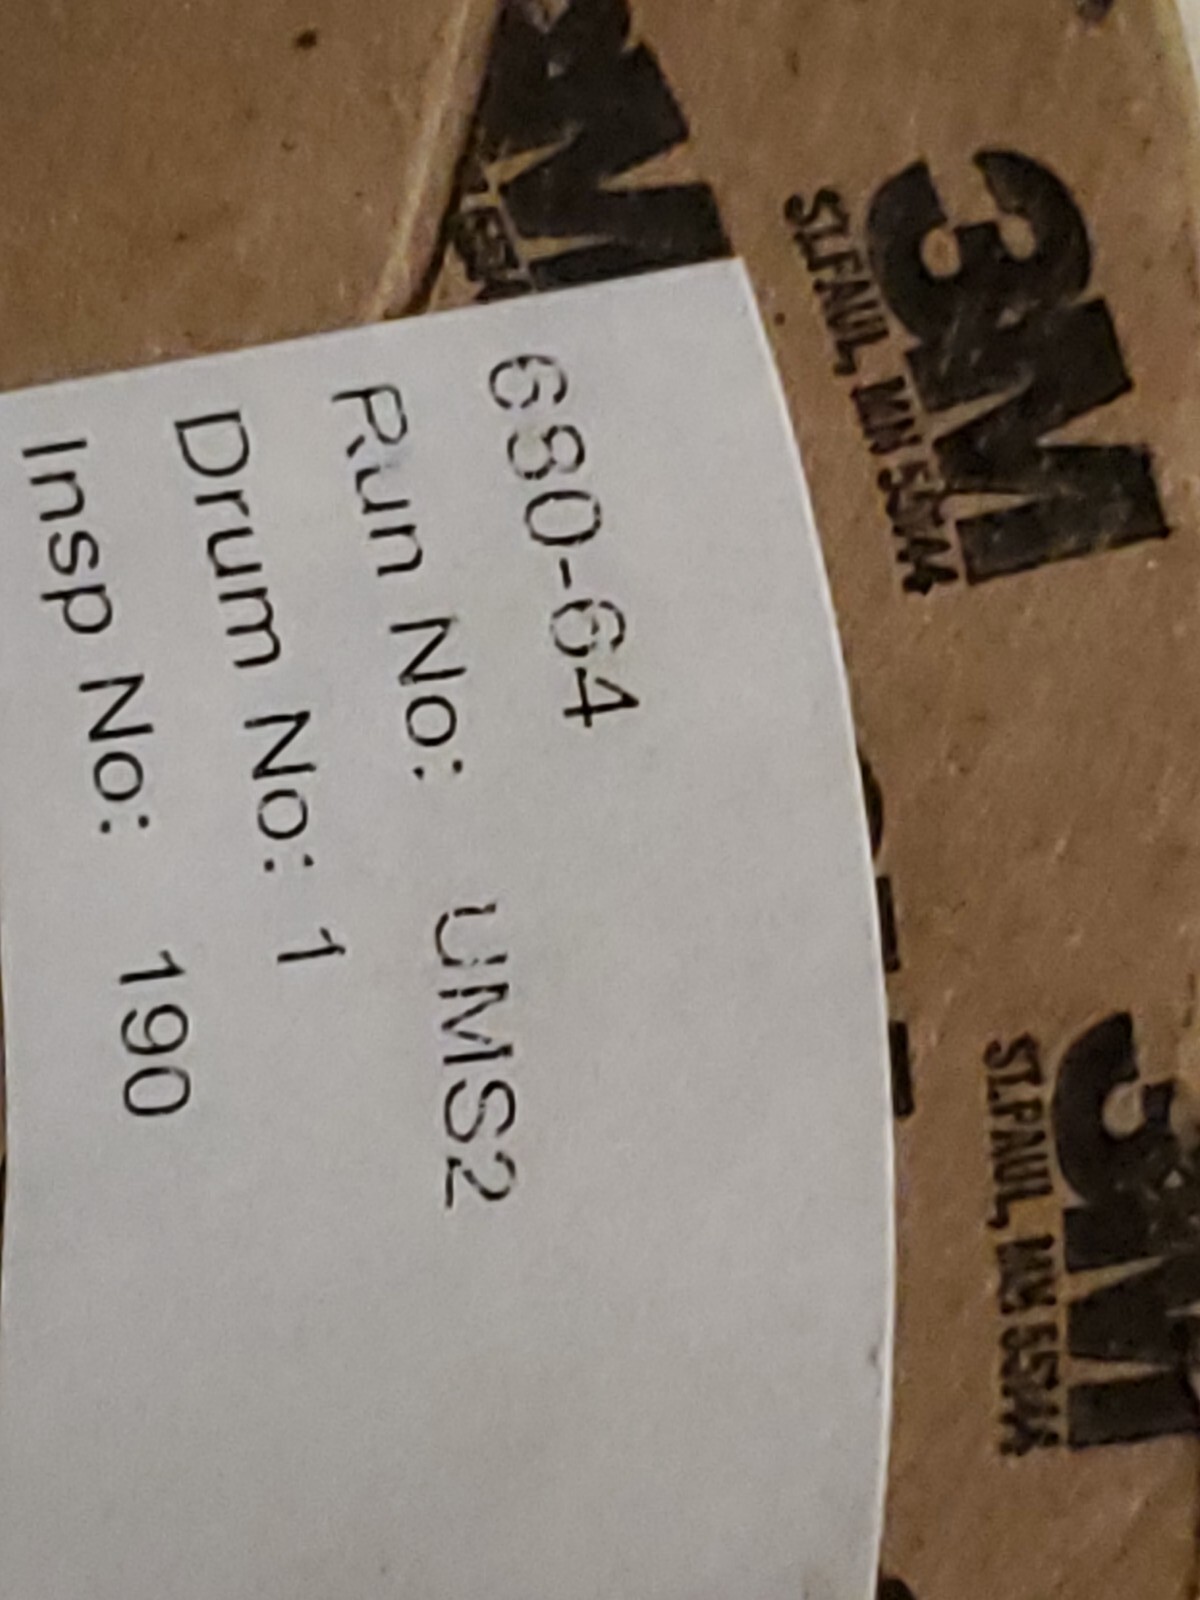 680-64
Run No: UMS2
Drum No: 1
Insp No: 190
3M
ST.PAUL, MN 55144
3M
ST.PAUL, MN 55144